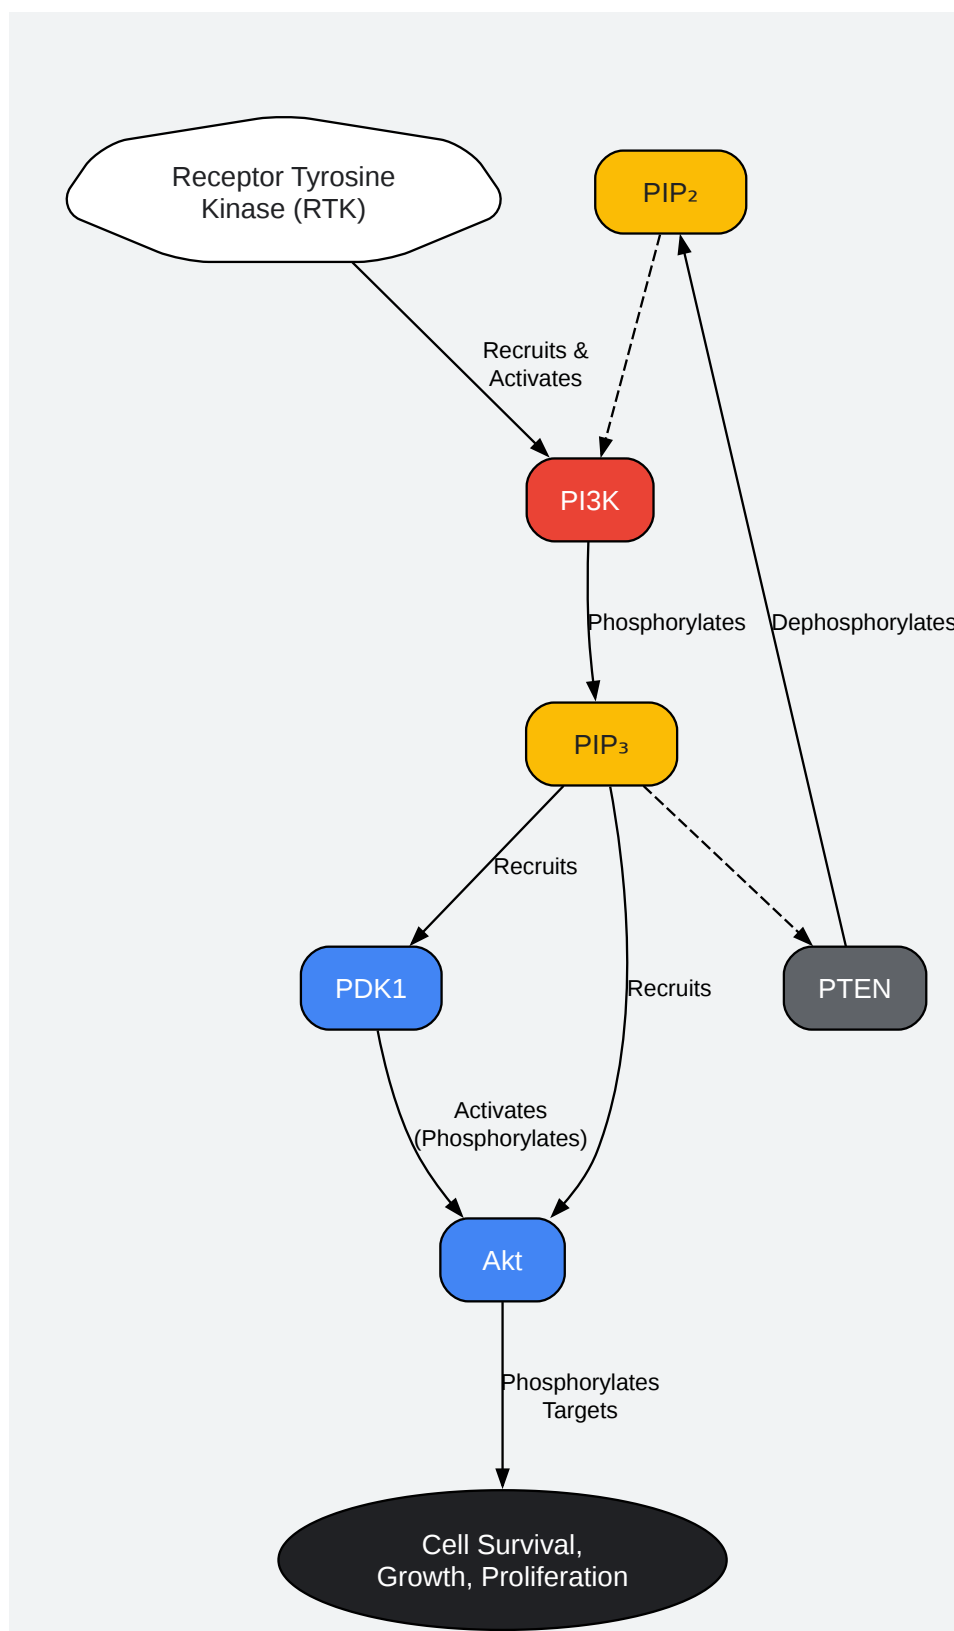 Receptor Tyrosine
Kinase (RTK)
PIP₂
Recruits &
Activates
PI3K
Phosphorylates
Dephosphorylates
PIP₃
Recruits
PDK1
Recruits
PTEN
Activates
(Phosphorylates)
Akt
Phosphorylates
Targets
Cell Survival,
Growth, Proliferation